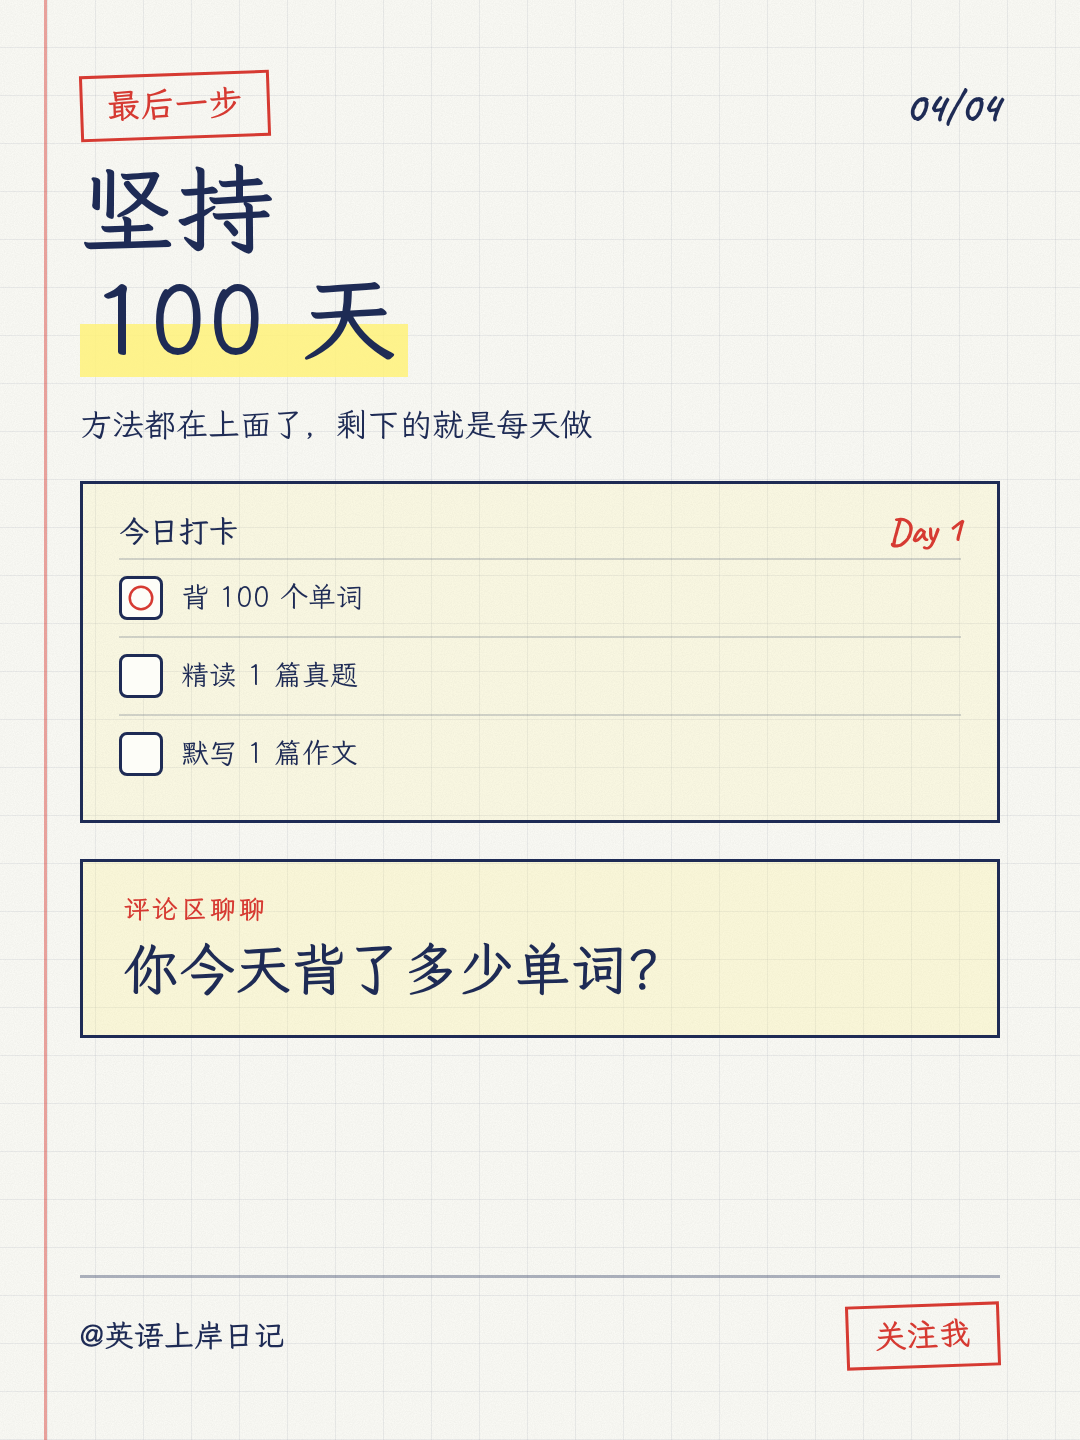 最后一步
04/04
坚持
100 天
方法都在上面了，剩下的就是每天做
今日打卡
Day 1
背 100 个单词
精读 1 篇真题
默写 1 篇作文
评论区聊聊
你今天背了多少单词？
@英语上岸日记
关注我